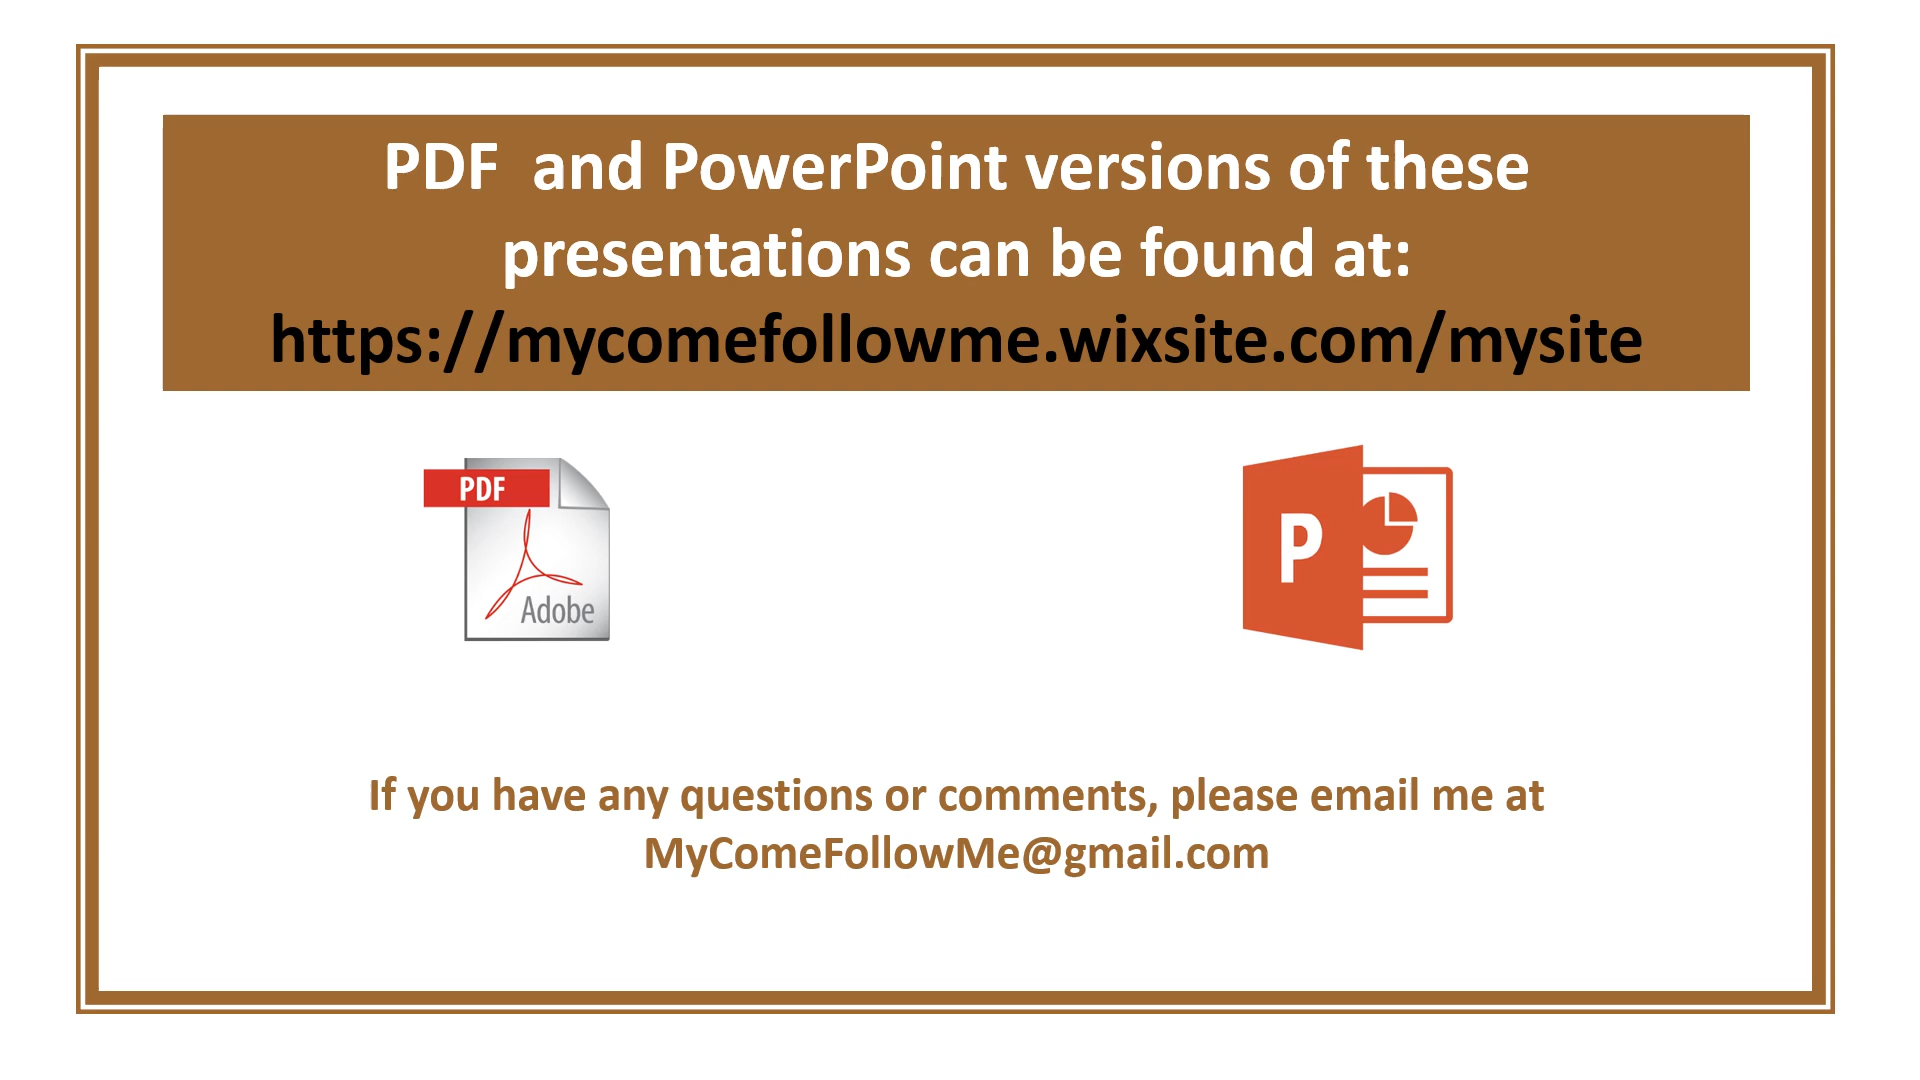 PDF  and PowerPoint versions of these
presentations can be found at:
https://mycomefollowme.wixsite.com/mysite
PDF
Adobe
P
If you have any questions or comments, please email me at
MyComeFollowMe@gmail.com